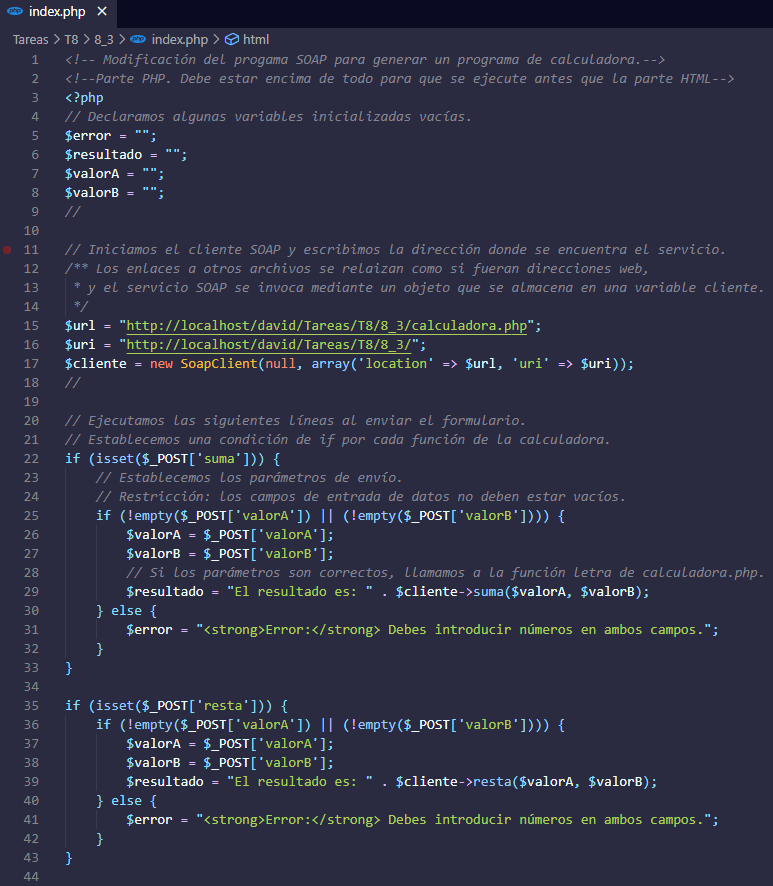 index.php
Tareas > T8 > 8_3 > index.php > html
1 <!-- Modificación del progama SOAP para generar un programa de calculadora.-->
2 <!--Parte PHP. Debe estar encima de todo para que se ejecute antes que la parte HTML-->
3 <?php
4 // Declaramos algunas variables inicializadas vacías.
5 $error = "";
6 $resultado = "";
7 $valorA = "";
8 $valorB = "";
9 //
10
11 // Iniciamos el cliente SOAP y escribimos la dirección donde se encuentra el servicio.
12 /** Los enlaces a otros archivos se relaizan como si fueran direcciones web,
13  * y el servicio SOAP se invoca mediante un objeto que se almacena en una variable cliente.
14  */
15 $url = "http://localhost/david/Tareas/T8/8_3/calculadora.php";
16 $uri = "http://localhost/david/Tareas/T8/8_3/";
17 $cliente = new SoapClient(null, array('location' => $url, 'uri' => $uri));
18 //
19
20 // Ejecutamos las siguientes líneas al enviar el formulario.
21 // Establecemos una condición de if por cada función de la calculadora.
22 if (isset($_POST['suma'])) {
23     // Establecemos los parámetros de envío.
24     // Restricción: los campos de entrada de datos no deben estar vacíos.
25     if (!empty($_POST['valorA']) || (!empty($_POST['valorB']))) {
26         $valorA = $_POST['valorA'];
27         $valorB = $_POST['valorB'];
28         // Si los parámetros son correctos, llamamos a la función letra de calculadora.php.
29         $resultado = "El resultado es: " . $cliente->suma($valorA, $valorB);
30     } else {
31         $error = "<strong>Error:</strong> Debes introducir números en ambos campos.";
32     }
33 }
34
35 if (isset($_POST['resta'])) {
36     if (!empty($_POST['valorA']) || (!empty($_POST['valorB']))) {
37         $valorA = $_POST['valorA'];
38         $valorB = $_POST['valorB'];
39         $resultado = "El resultado es: " . $cliente->resta($valorA, $valorB);
40     } else {
41         $error = "<strong>Error:</strong> Debes introducir números en ambos campos.";
42     }
43 }
44